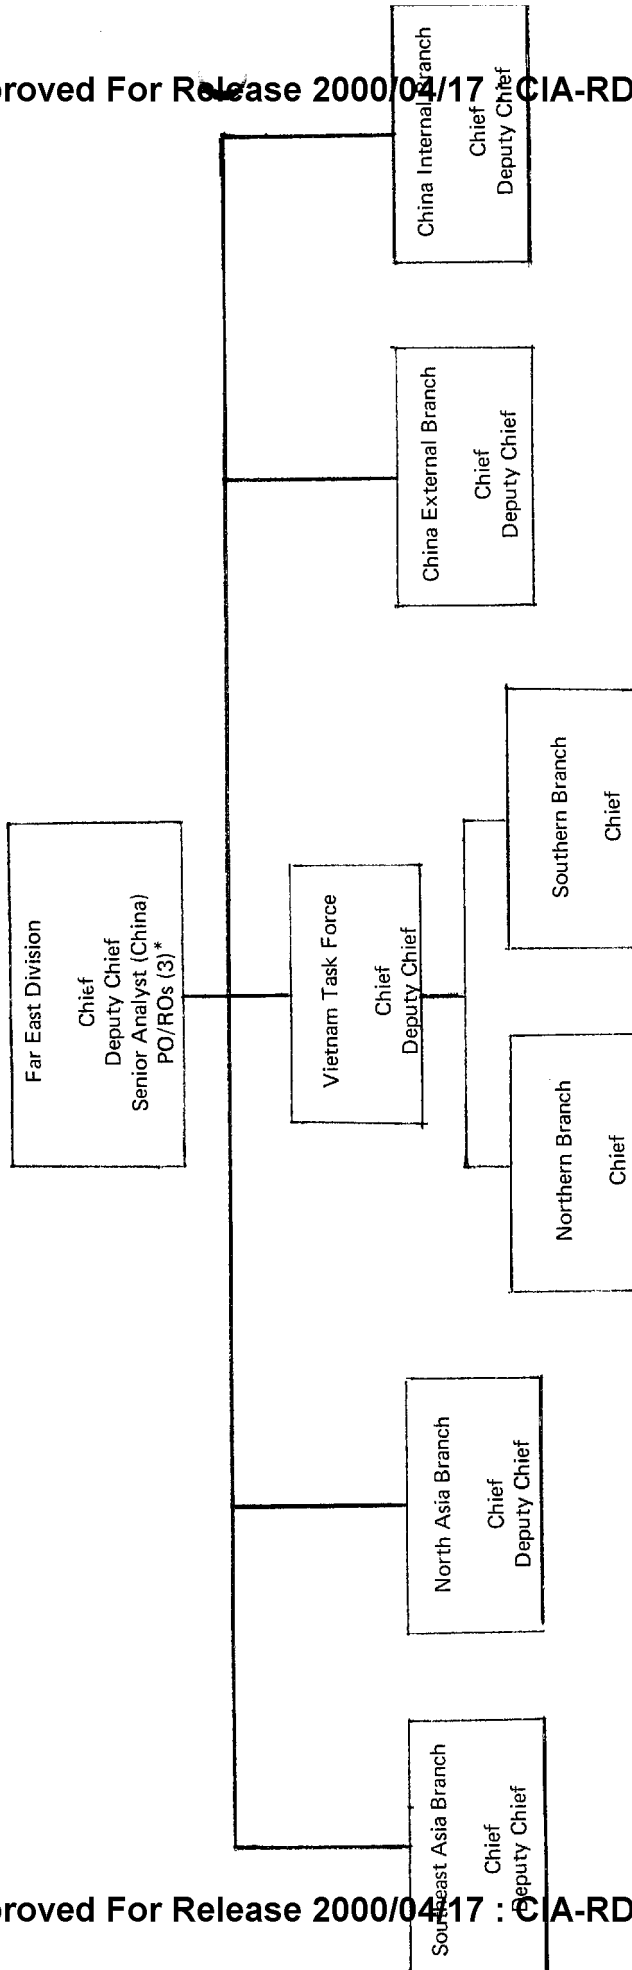 proved For Release 2000/04/17 : CIA-RD
Far East Division
Chief
Deputy Chief
Senior Analyst (China)
PO/ROs (3)*
Vietnam Task Force
Chief
Deputy Chief
Southeast Asia Branch
Chief
Deputy Chief
North Asia Branch
Chief
Deputy Chief
Northern Branch
Chief
Southern Branch
Chief
China External Branch
Chief
Deputy Chief
China Internal Branch
Chief
Deputy Chief
proved For Release 2000/04/17 : CIA-RD